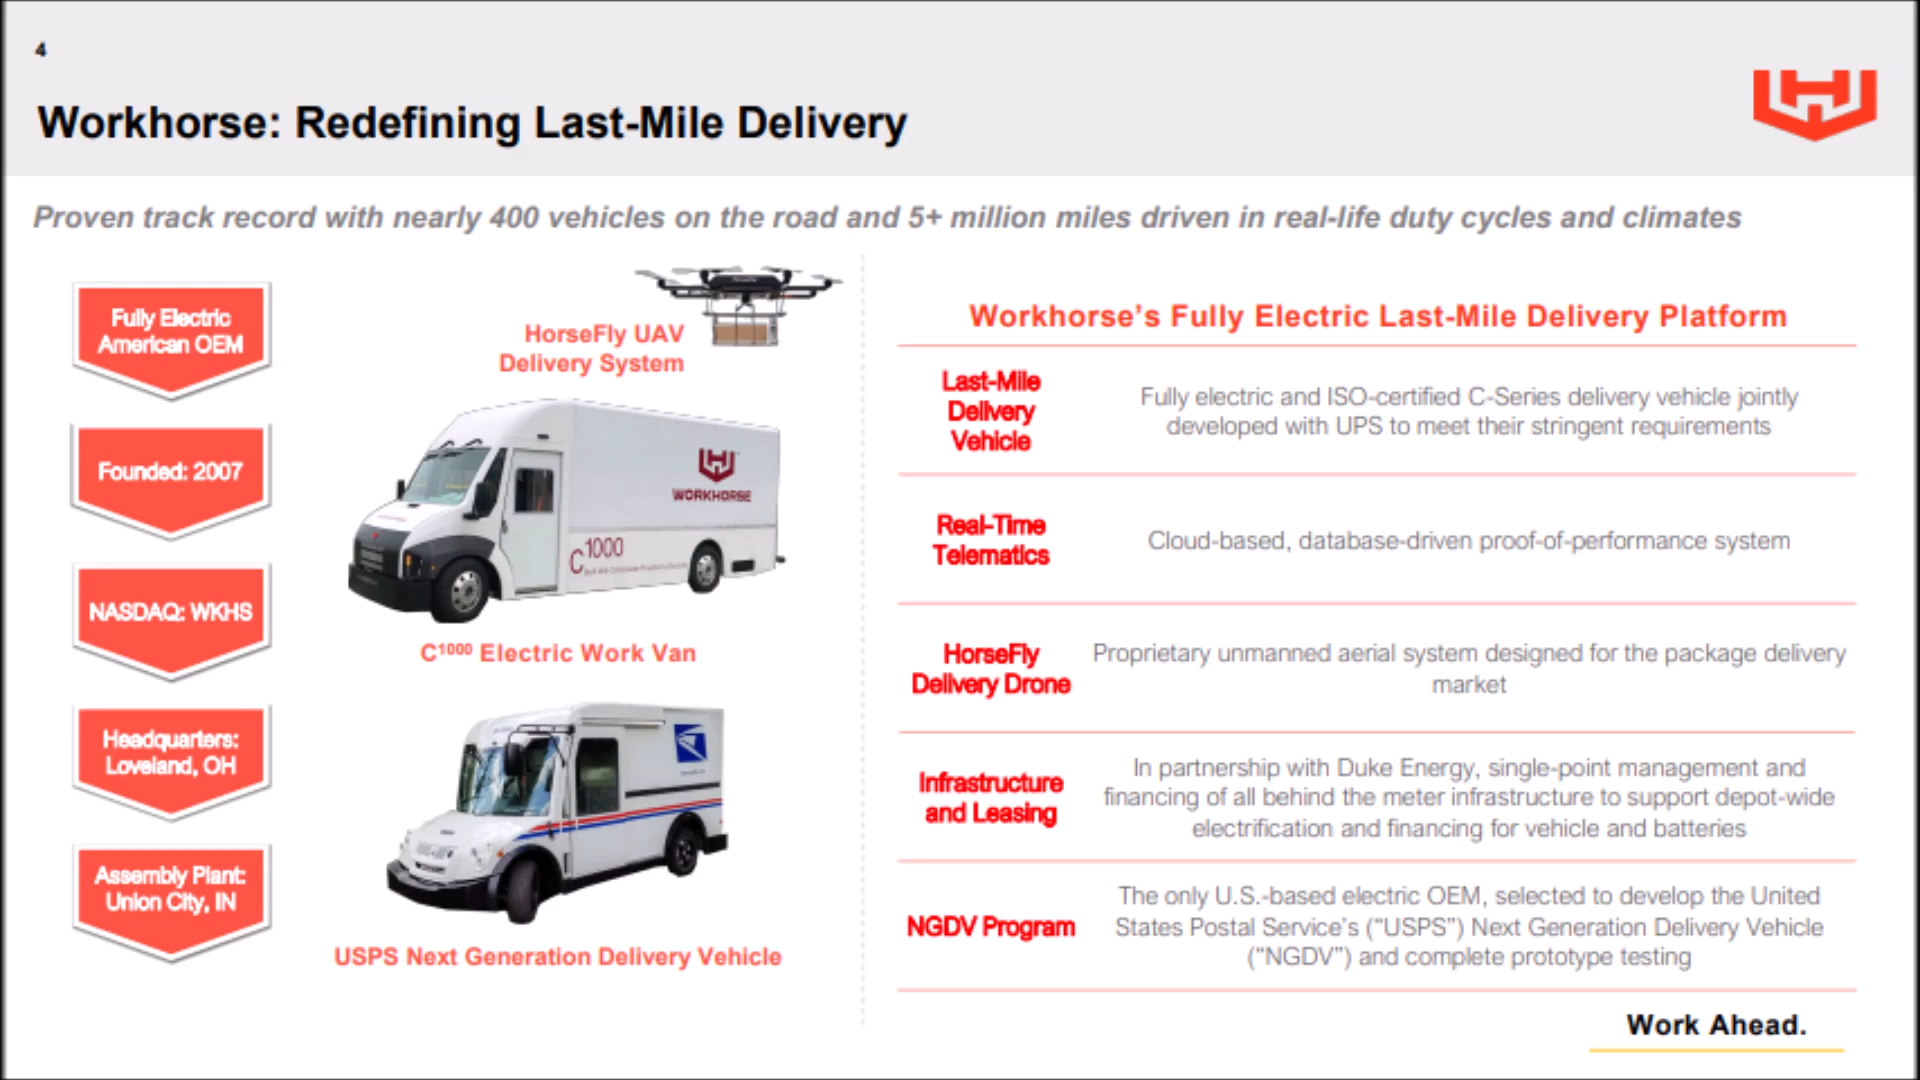 4
Workhorse: Redefining Last-Mile Delivery
Proven track record with nearly 400 vehicles on the road and 5+ million miles driven in real-life duty cycles and climates
Fully Electric
American OEM
Founded: 2007
NASDAQ: WKHS
Headquarters:
Loveland, OH
Assembly Plant:
Union City, IN
HorseFly UAV
Delivery System
WORKHORSE
C1000
C1000 Electric Work Van
USPS Next Generation Delivery Vehicle
Workhorse’s Fully Electric Last-Mile Delivery Platform
Last-Mile
Delivery
Vehicle
Fully electric and ISO-certified C-Series delivery vehicle jointly
developed with UPS to meet their stringent requirements
Real-Time
Telematics
Cloud-based, database-driven proof-of-performance system
HorseFly
Delivery Drone
Proprietary unmanned aerial system designed for the package delivery
market
Infrastructure
and Leasing
In partnership with Duke Energy, single-point management and
financing of all behind the meter infrastructure to support depot-wide
electrification and financing for vehicle and batteries
NGDV Program
The only U.S.-based electric OEM, selected to develop the United
States Postal Service’s (“USPS”) Next Generation Delivery Vehicle
(“NGDV”) and complete prototype testing
Work Ahead.